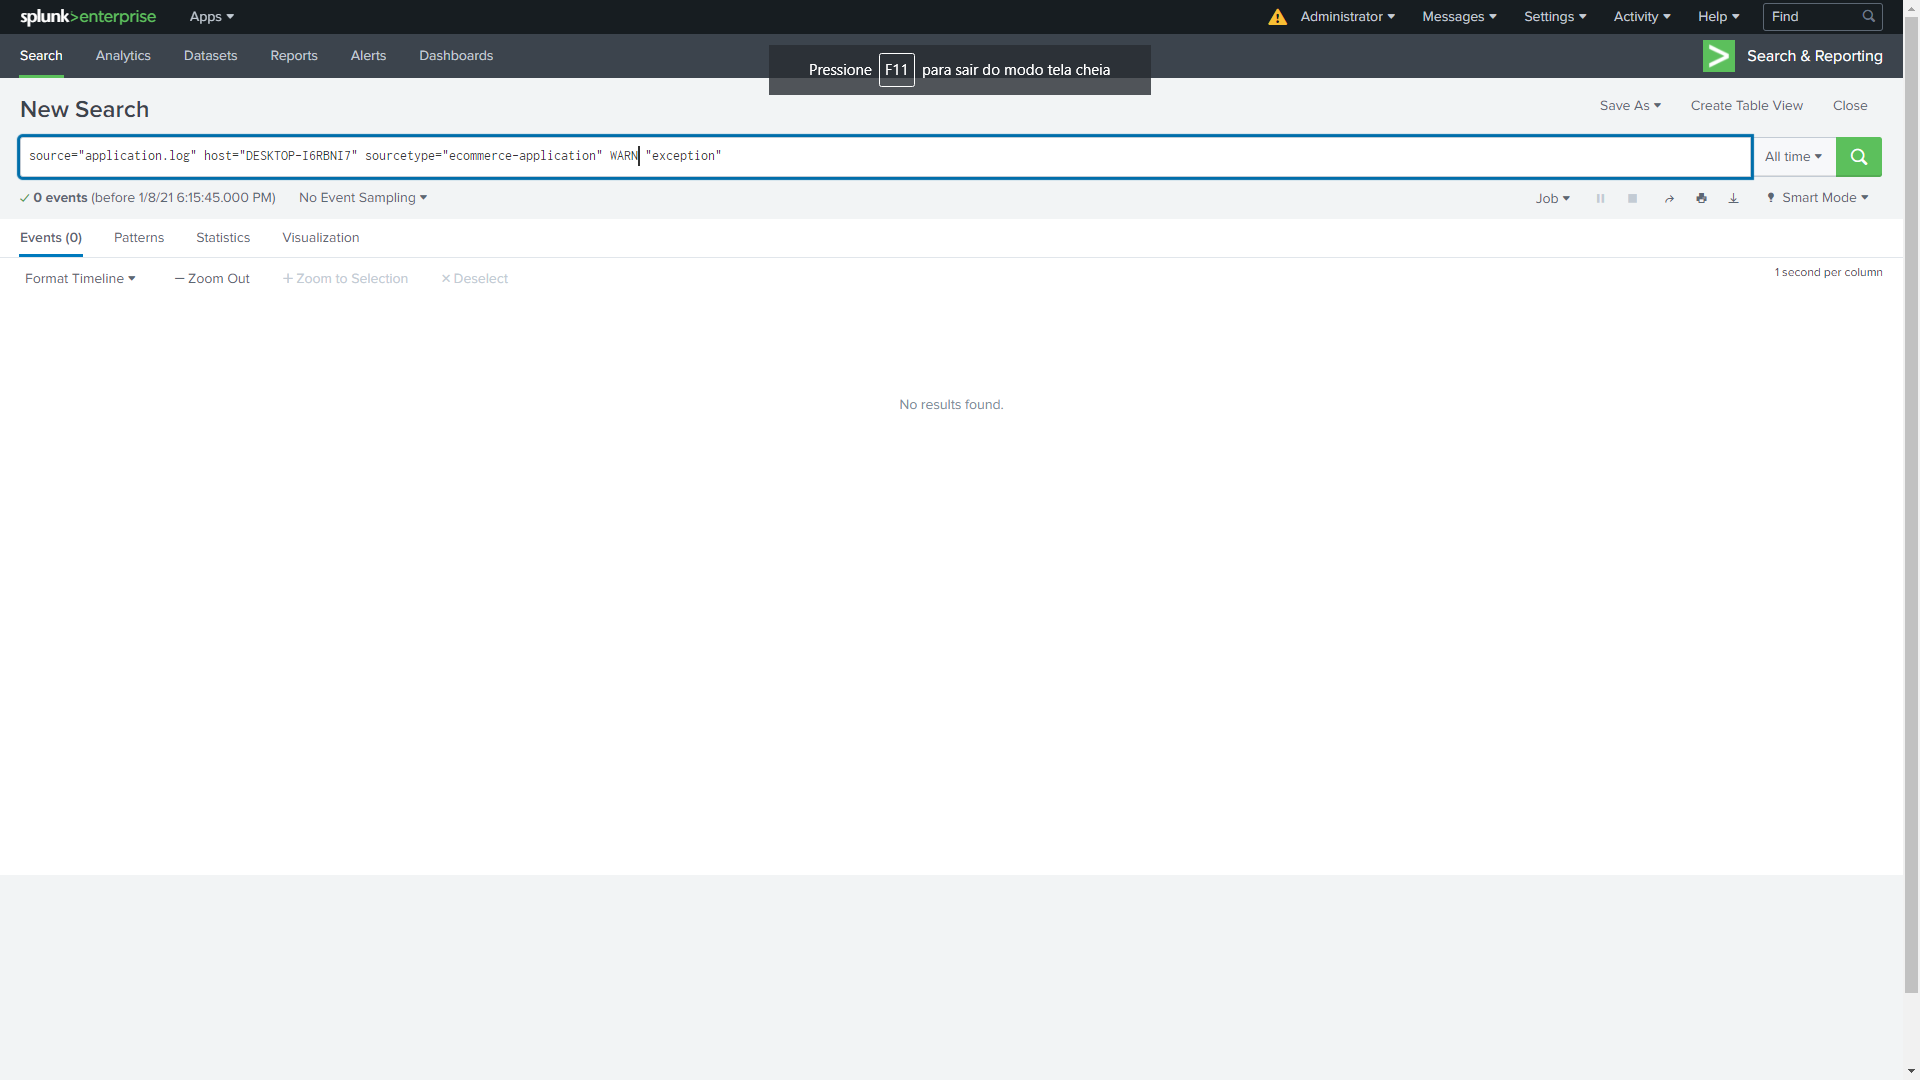 splunk>enterprise Apps Administrator Messages Settings Activity Help Find
Search Analytics Datasets Reports Alerts Dashboards Search & Reporting
Pressione F11 para sair do modo tela cheia
New Search Save As Create Table View Close
source="application.log" host="DESKTOP-I6RBNI7" sourcetype="ecommerce-application" WARN "exception" All time
0 events (before 1/8/21 6:15:45.000 PM) No Event Sampling Job Smart Mode
Events (0) Patterns Statistics Visualization
Format Timeline — Zoom Out + Zoom to Selection × Deselect 1 second per column
No results found.